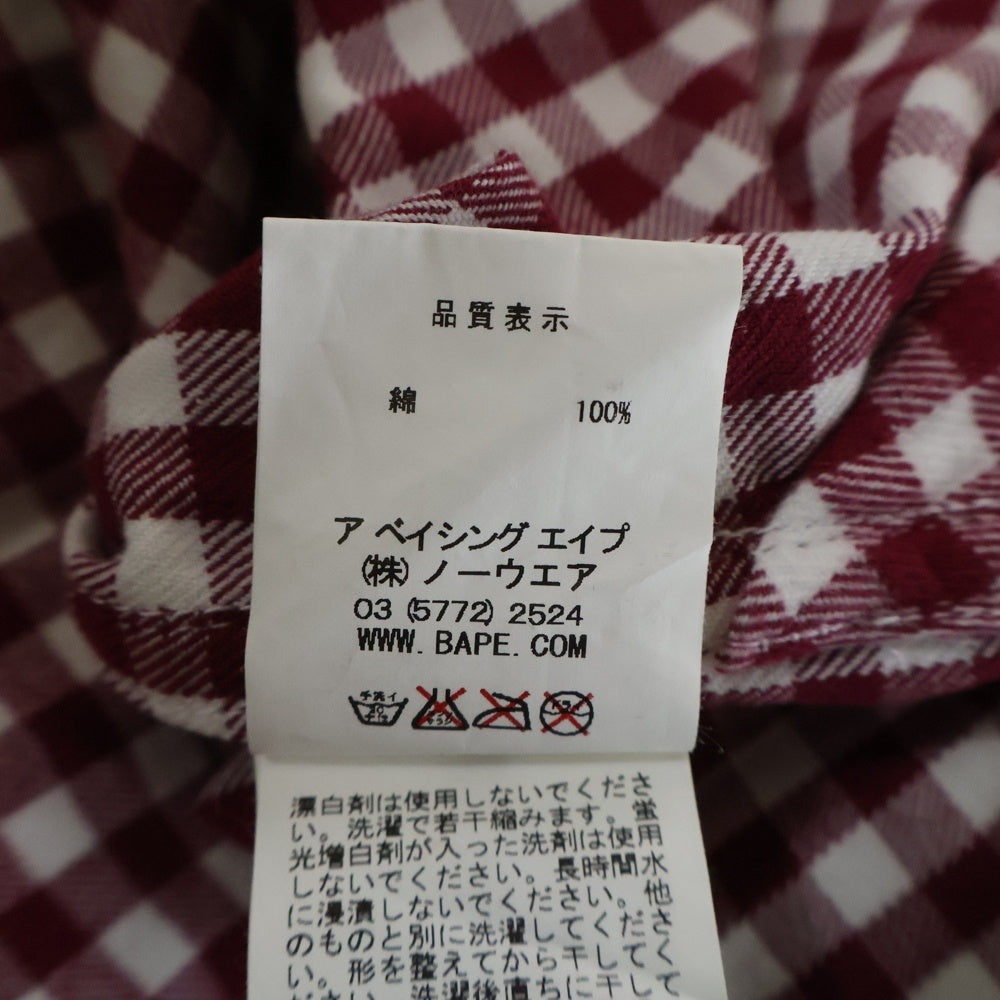 品質表示
綿 100%
ア ベイシング エイプ
(株) ノーウエア
03 (5772) 2524
WWW. BAPE. COM
手洗イ
30
漂白剤は使用しないでくださ
い。洗濯で若干縮みます。蛍
光増白剤が入った洗剤は使用
しないでください。長時間水
に浸漬しないでください。他
のものと別に洗濯してくださ
い。形を整えてから干して